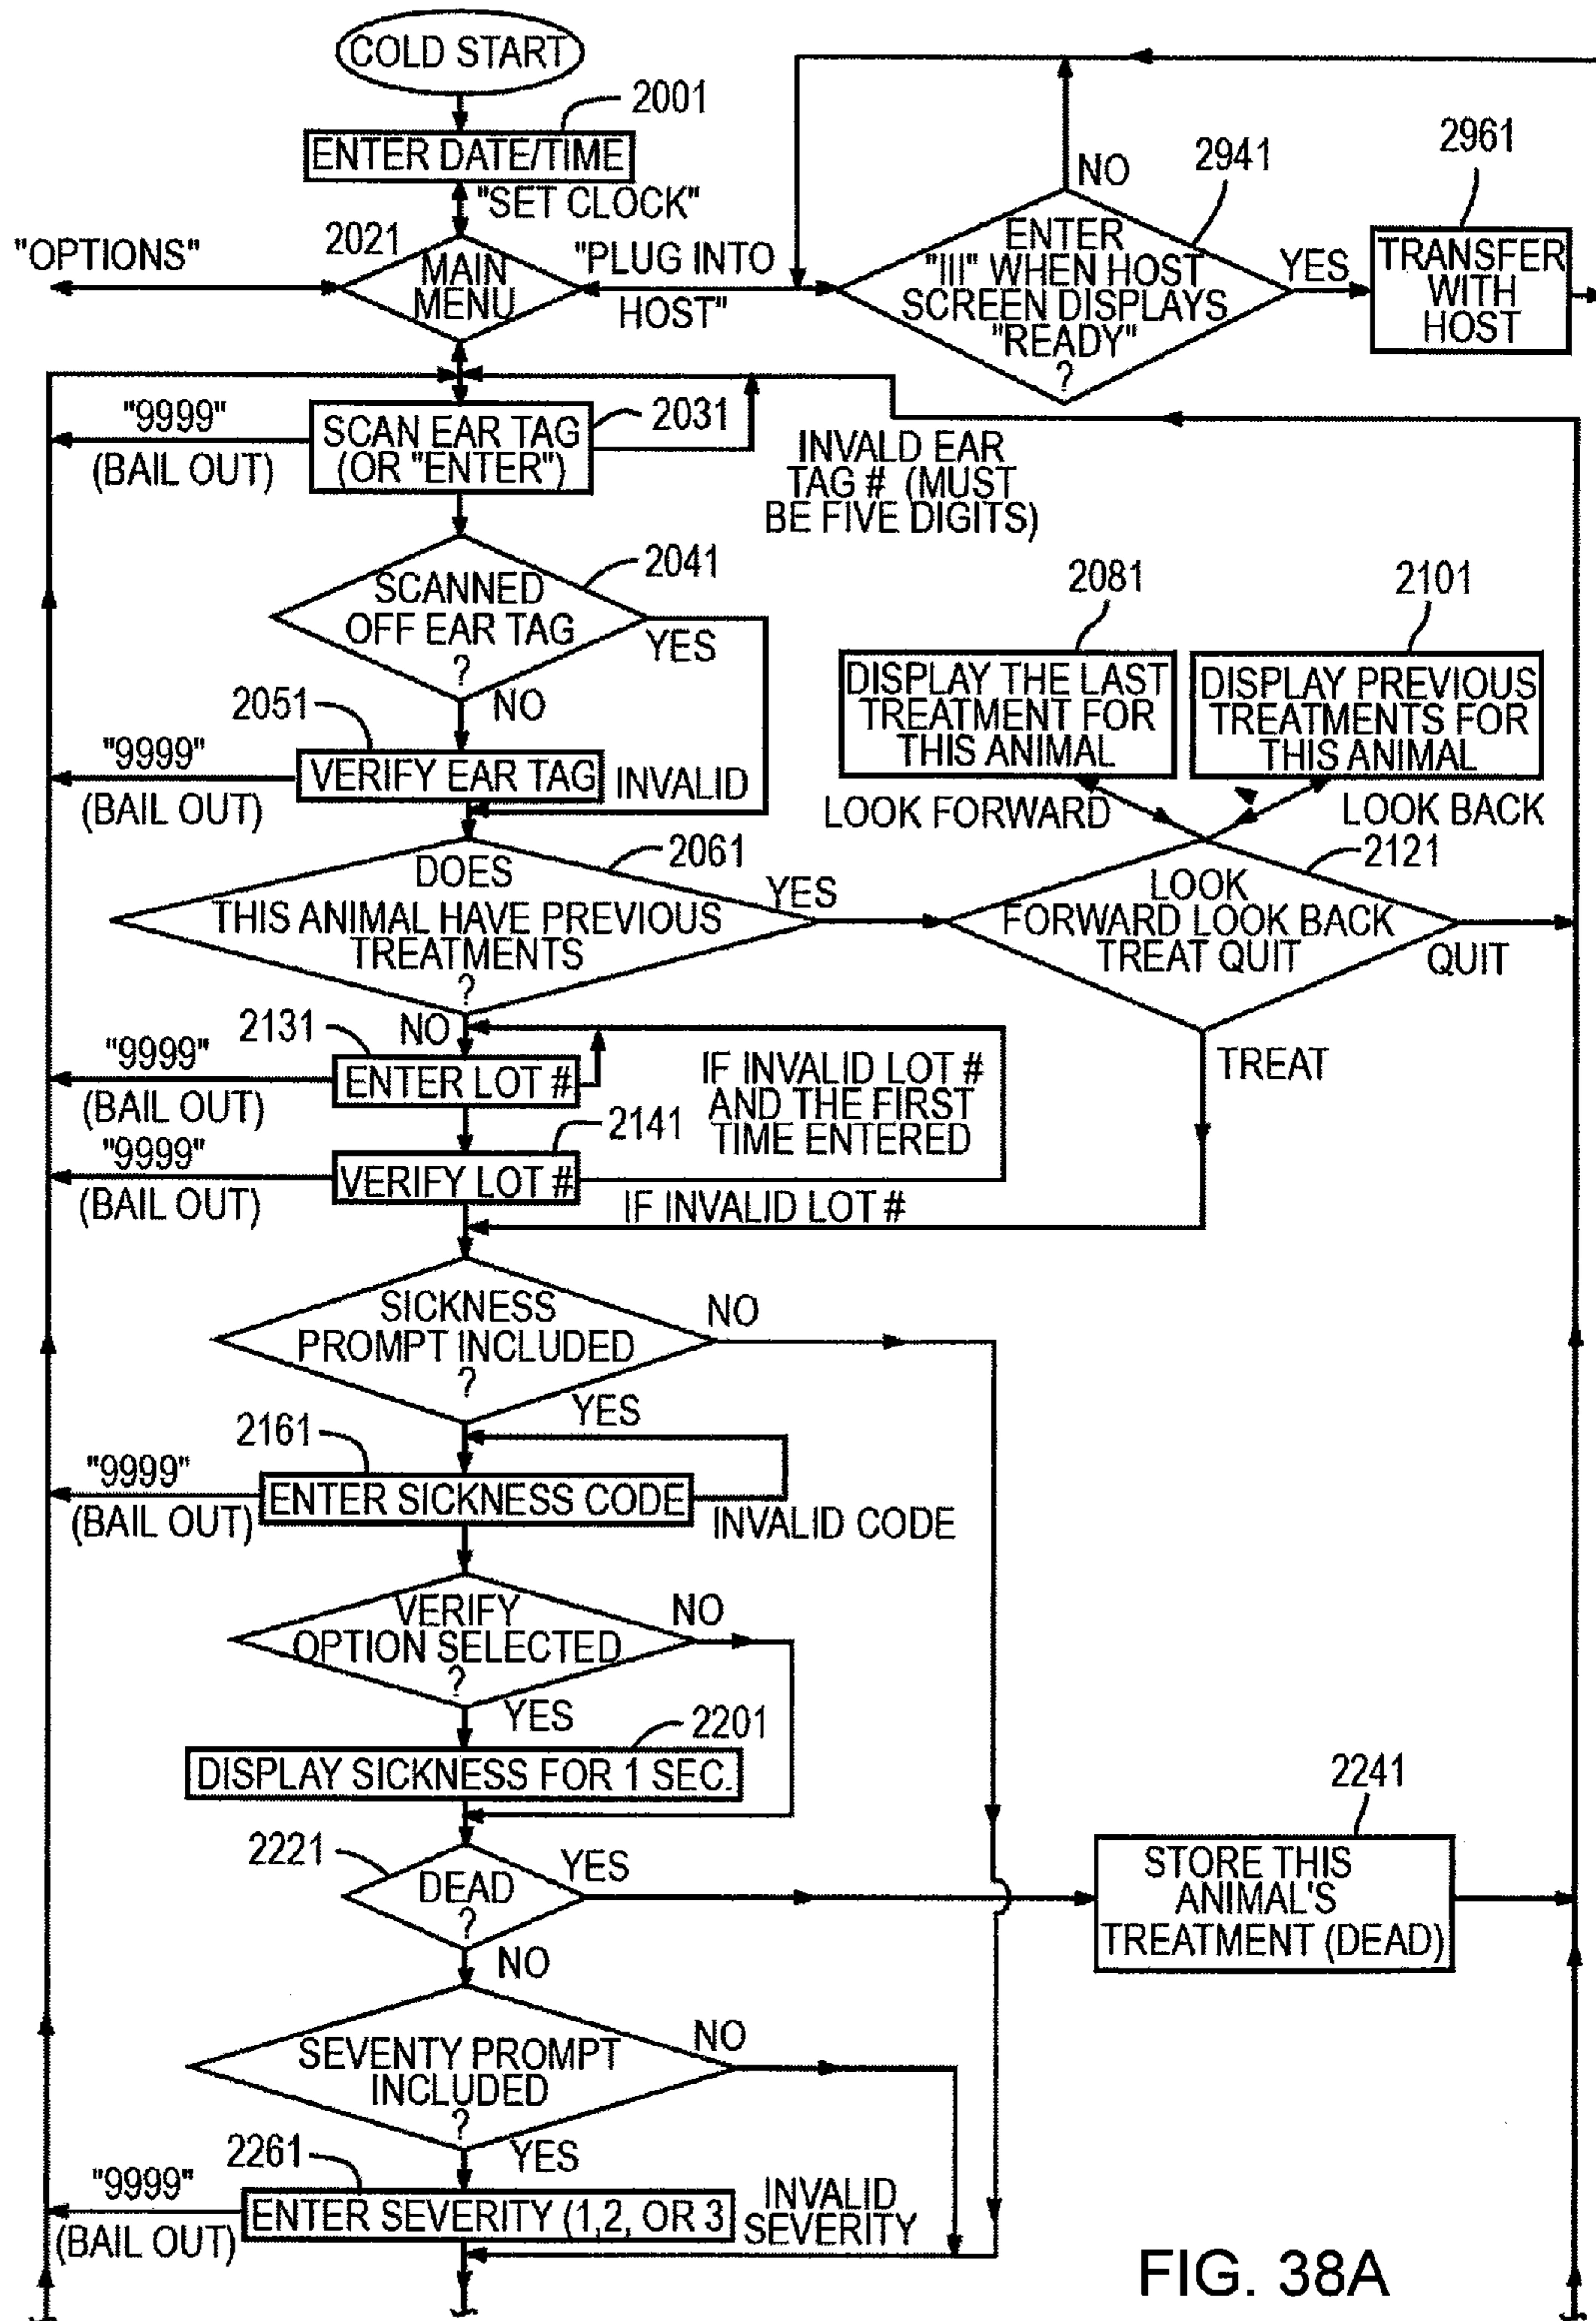 COLD START
2001
ENTER DATE/TIME
"SET CLOCK"
"OPTIONS"
2021
MAIN
MENU
"PLUG INTO
HOST"
NO
2941
ENTER
"III" WHEN HOST
SCREEN DISPLAYS
"READY"
?
YES
2961
TRANSFER
WITH
HOST
"9999"
(BAIL OUT)
SCAN EAR TAG
(OR "ENTER")
2031
INVALD EAR
TAG # (MUST
BE FIVE DIGITS)
SCANNED
OFF EAR TAG
?
2041
YES
NO
2051
"9999"
(BAIL OUT)
VERIFY EAR TAG
INVALID
2081
DISPLAY THE LAST
TREATMENT FOR
THIS ANIMAL
2101
DISPLAY PREVIOUS
TREATMENTS FOR
THIS ANIMAL
LOOK FORWARD
LOOK BACK
2061
DOES
THIS ANIMAL HAVE PREVIOUS
TREATMENTS
?
YES
2121
LOOK
FORWARD LOOK BACK
TREAT QUIT
QUIT
TREAT
NO
2131
"9999"
(BAIL OUT)
ENTER LOT #
IF INVALID LOT #
AND THE FIRST
TIME ENTERED
2141
"9999"
(BAIL OUT)
VERIFY LOT #
IF INVALID LOT #
SICKNESS
PROMPT INCLUDED
?
NO
YES
2161
"9999"
(BAIL OUT)
ENTER SICKNESS CODE
INVALID CODE
VERIFY
OPTION SELECTED
?
NO
YES
2201
DISPLAY SICKNESS FOR 1 SEC.
2221
DEAD
?
YES
2241
STORE THIS
ANIMAL'S
TREATMENT (DEAD)
NO
SEVENTY PROMPT
INCLUDED
?
NO
YES
2261
"9999"
(BAIL OUT)
ENTER SEVERITY (1,2, OR 3
INVALID
SEVERITY
FIG. 38A